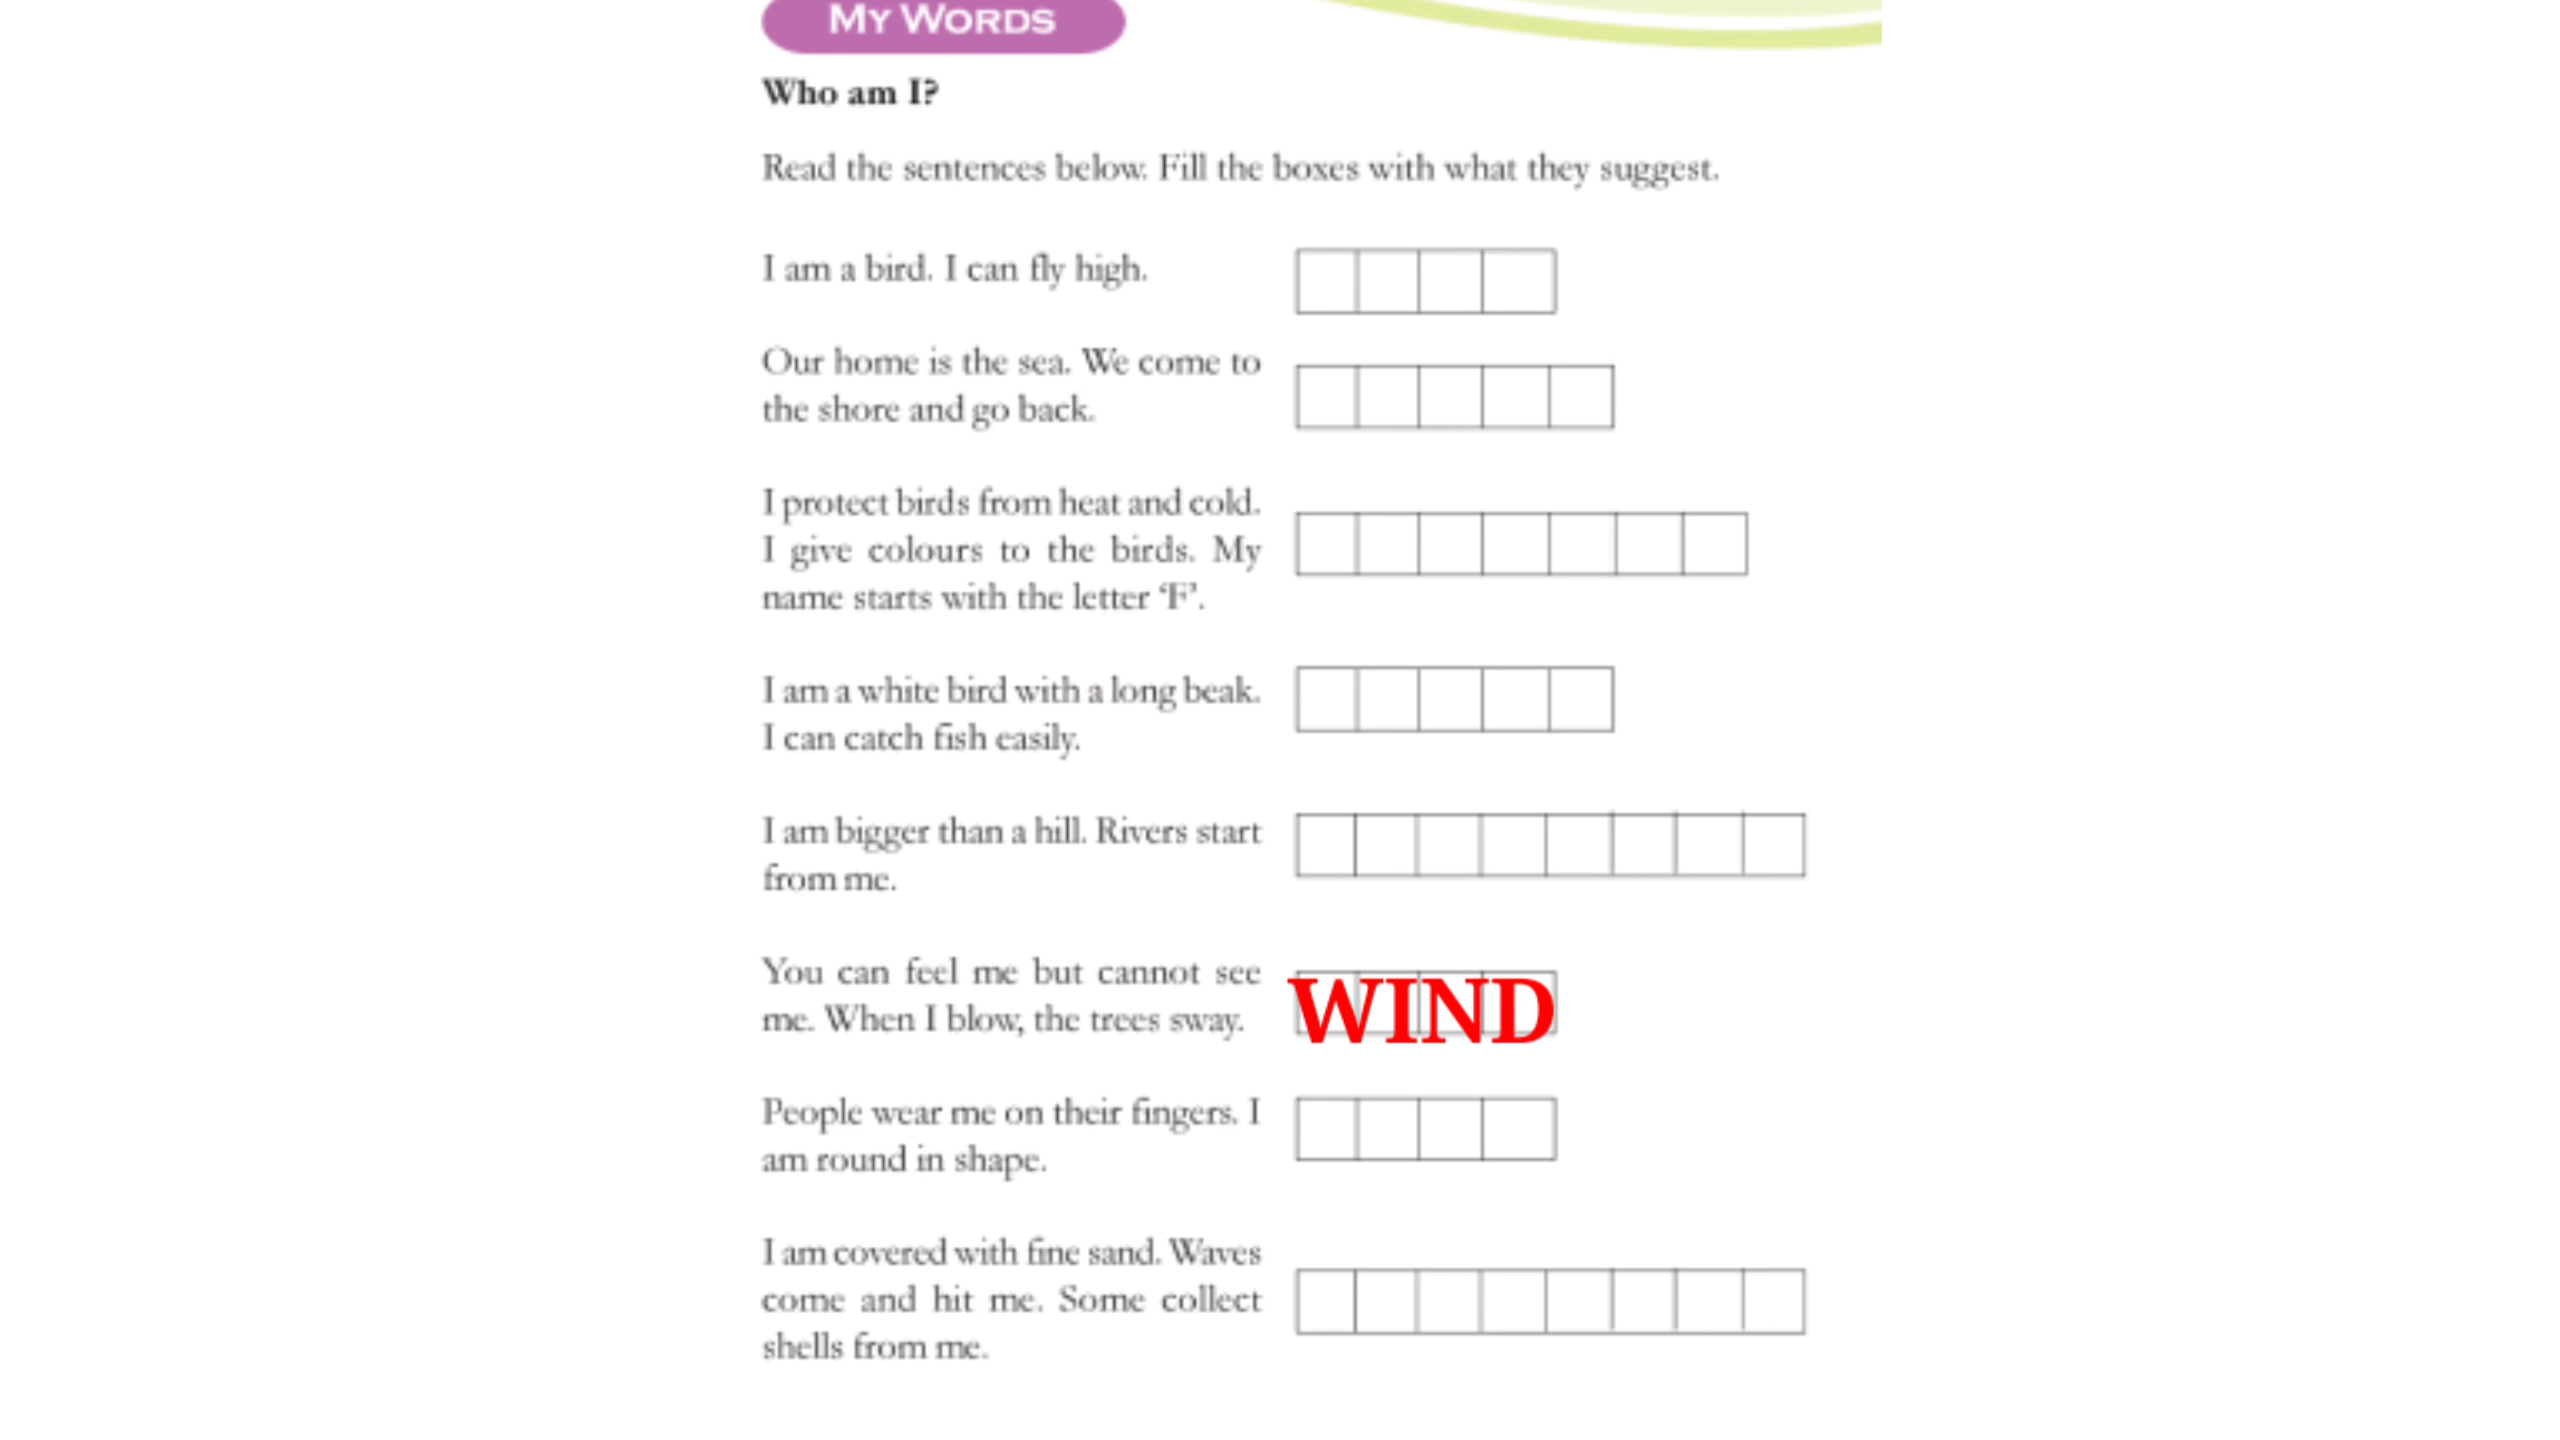 MY WORDS
Who am I?
Read the sentences below. Fill the boxes with what they suggest.
I am a bird. I can fly high.
Our home is the sea. We come to
the shore and go back.
I protect birds from heat and cold.
I give colours to the birds. My
name starts with the letter ‘F’.
I am a white bird with a long beak.
I can catch fish easily.
I am bigger than a hill. Rivers start
from me.
You can feel me but cannot see
me. When I blow, the trees sway.
WIND
People wear me on their fingers. I
am round in shape.
I am covered with fine sand. Waves
come and hit me. Some collect
shells from me.